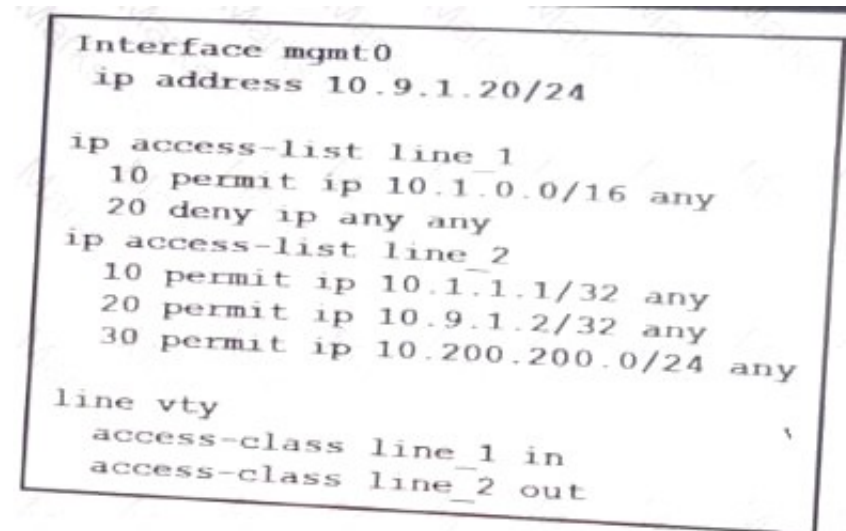 Interface mgmt0
ip address 10.9.1.20/24
ip access-list line_1
10 permit ip 10.1.0.0/16 any
20 deny ip any any
ip access-list line_2
10 permit ip 10.1.1.1/32 any
20 permit ip 10.9.1.2/32 any
30 permit ip 10.200.200.0/24 any
line vty
access-class line_1 in
access-class line_2 out